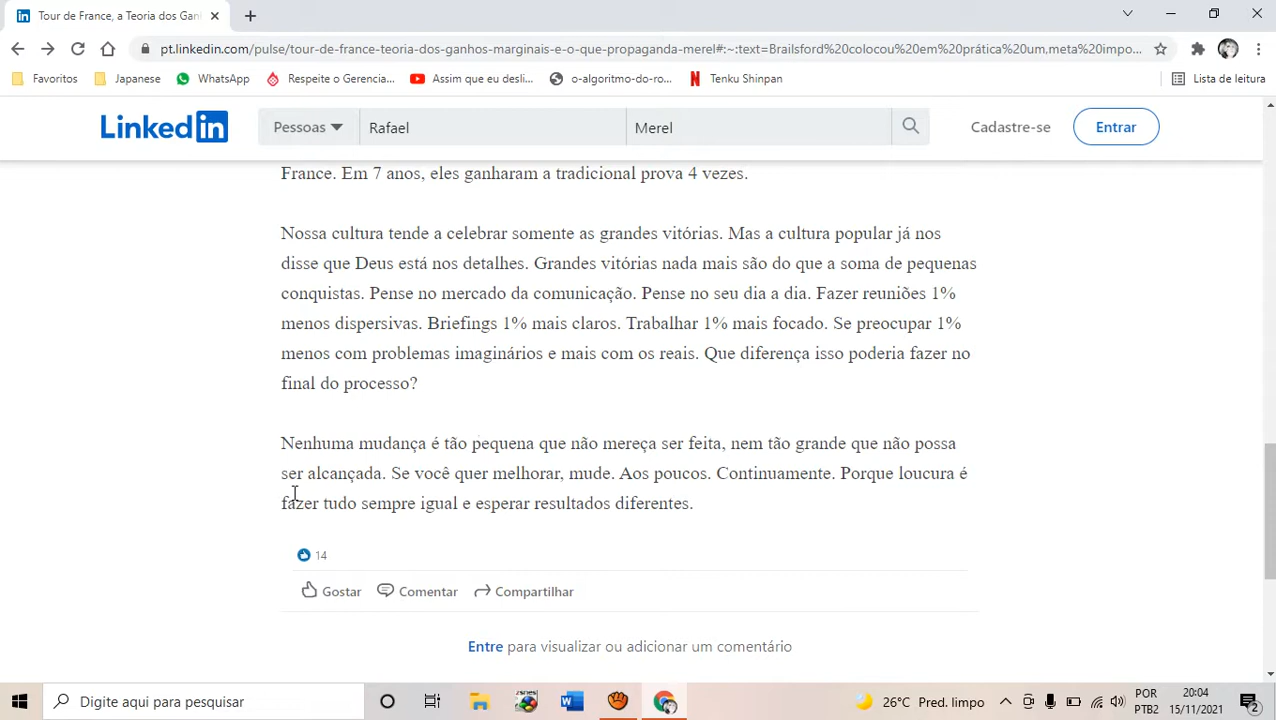 Tour de France, a Teoria dos Gan
pt.linkedin.com/pulse/tour-de-france-teoria-dos-ganhos-marginais-e-o-que-propaganda-merel#:~:text=Brailsford%20colocou%20em%20prática%20um,meta%20impo...
Favoritos Japanese WhatsApp Respeite o Gerencia... Assim que eu desli... o-algoritmo-do-ro... Tenku Shinpan Lista de leitura
Linkedin Pessoas Rafael Merel Cadastre-se Entrar
France. Em 7 anos, eles ganharam a tradicional prova 4 vezes.
Nossa cultura tende a celebrar somente as grandes vitórias. Mas a cultura popular já nos
disse que Deus está nos detalhes. Grandes vitórias nada mais são do que a soma de pequenas
conquistas. Pense no mercado da comunicação. Pense no seu dia a dia. Fazer reuniões 1%
menos dispersivas. Briefings 1% mais claros. Trabalhar 1% mais focado. Se preocupar 1%
menos com problemas imaginários e mais com os reais. Que diferença isso poderia fazer no
final do processo?
Nenhuma mudança é tão pequena que não mereça ser feita, nem tão grande que não possa
ser alcançada. Se você quer melhorar, mude. Aos poucos. Continuamente. Porque loucura é
fazer tudo sempre igual e esperar resultados diferentes.
14
Gostar Comentar Compartilhar
Entre para visualizar ou adicionar um comentário
Digite aqui para pesquisar 26°C Pred. limpo POR 20:04
PTB2 15/11/2021 2